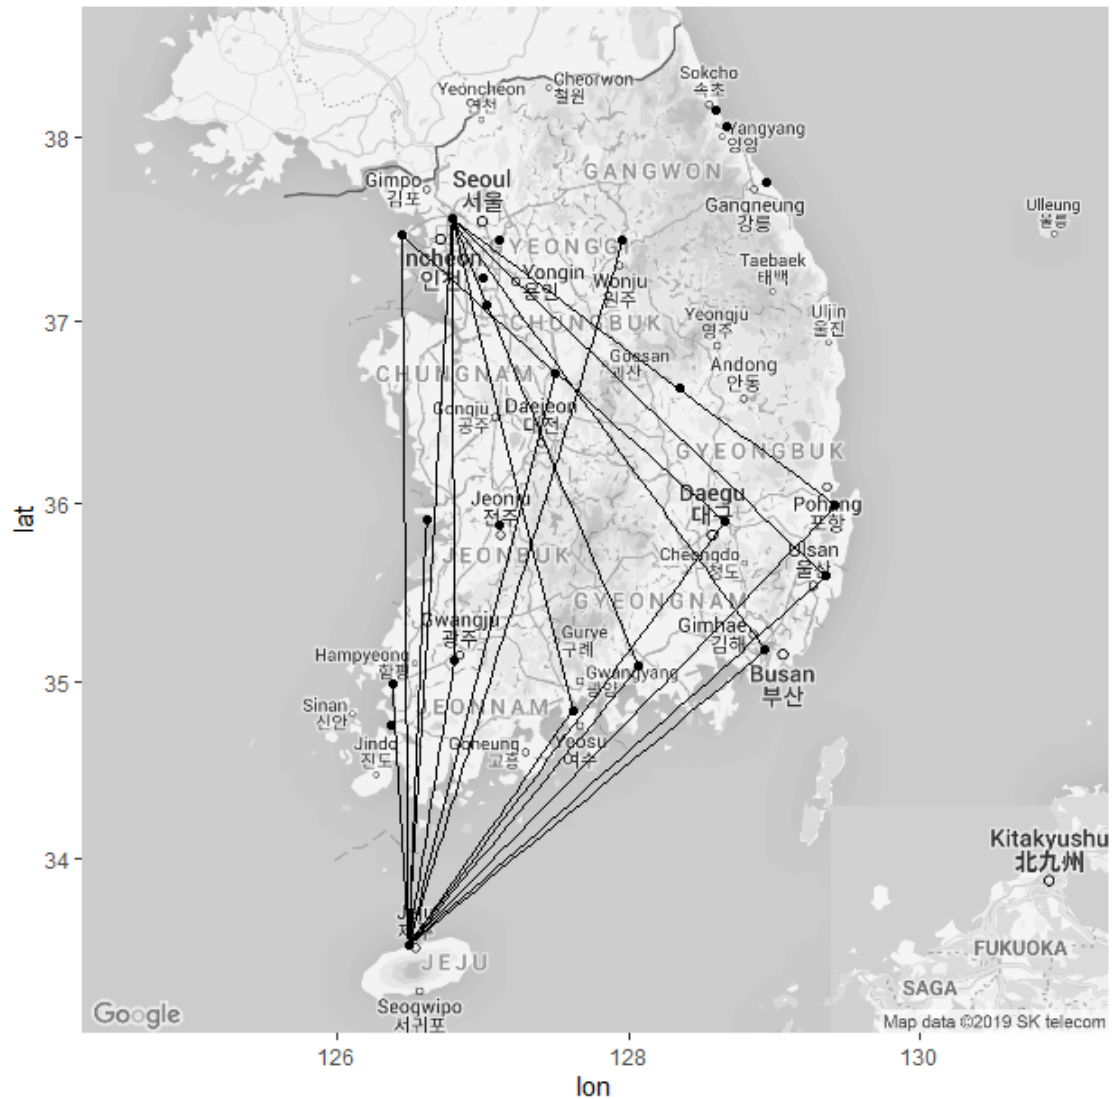 Sokcho
속초
Cheorwon
철원
Yeoncheon
연천
38
Yangyang
양양
GANGWON
Seoul
서울
Gimpo
김포
Gangneung
강릉
Ulleung
울릉
GYEONGG
ncheon
인천
Yongin
용인
Wonju
원주
Taebaek
태백
37
CHUNGBUK
Yeongju
영주
Uljin
울진
Goesan
괴산
Andong
안동
CHUNGNAM
Gongju
공주
Daejeon
대전
GYEONGBUK
Daegu
대구
Pohang
포항
36
lat
Jeonju
전주
JEONBUK
Cheongdo
청도
Ulsan
울산
GYEONGNAM
Gwangju
광주
Gurye
구례
Gimhae
김해
Hampyeong
함평
Gwangyang
광양
Busan
부산
35
Sinan
신안
JEONNAM
Jindo
진도
Goheung
고흥
Yeosu
여수
Kitakyushu
北九州
34
FUKUOKA
SAGA
JEJU
Seogwipo
서귀포
Google
Map data ©2019 SK telecom
126
128
130
lon